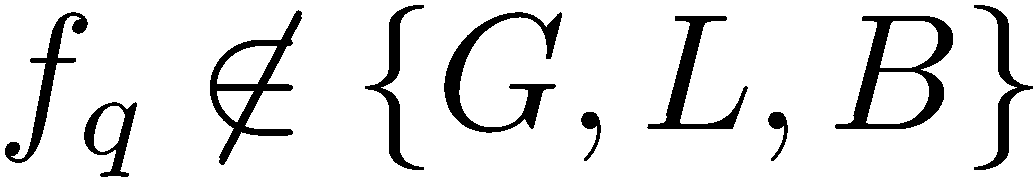 f_q ∉ {G, L, B}